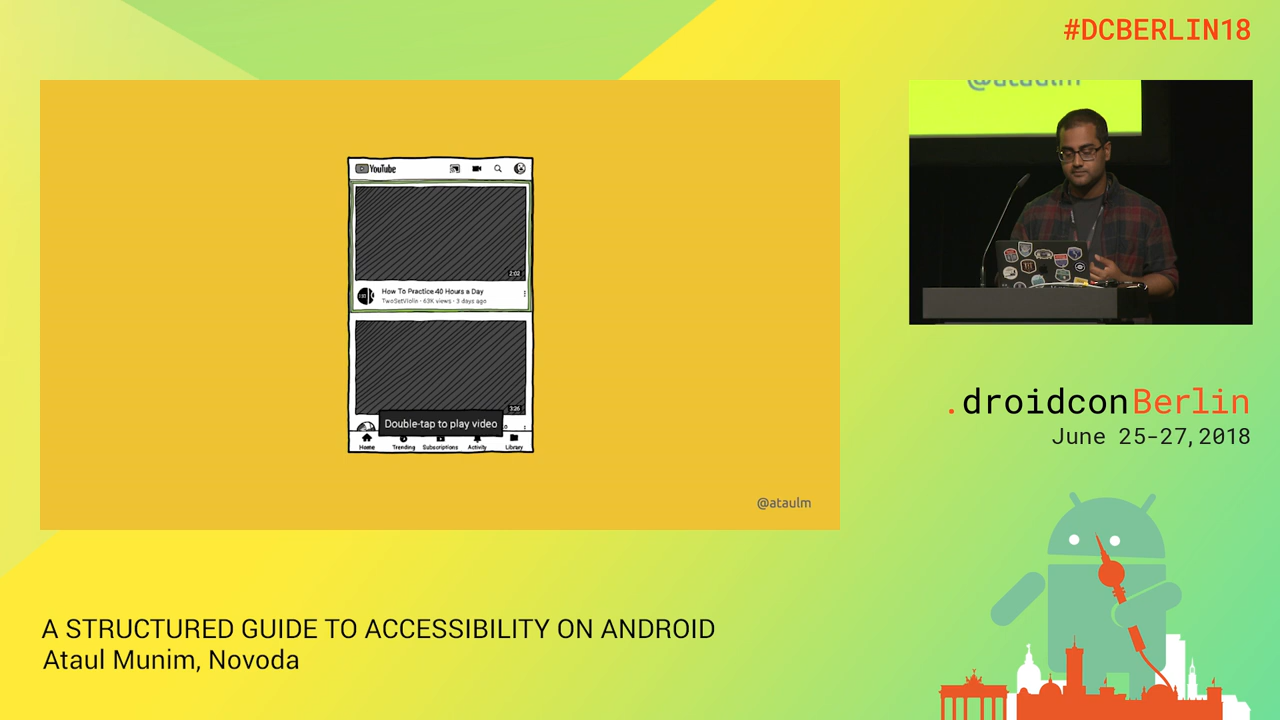 #DCBERLIN18
@ataulm
YouTube
2:02
How To Practice 40 Hours a Day
TwoSetViolin · 63K views · 3 days ago
3:26
Double-tap to play video
Home Trending Subscriptions Activity Library
@ataulm
.droidconBerlin
June 25-27, 2018
A STRUCTURED GUIDE TO ACCESSIBILITY ON ANDROID
Ataul Munim, Novoda